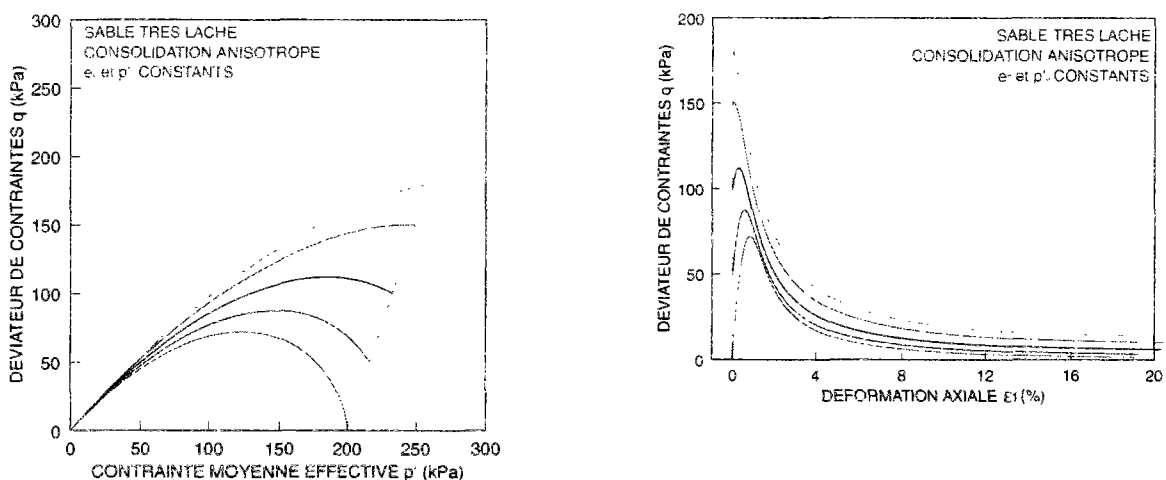 SABLE TRES LACHE
CONSOLIDATION ANISOTROPE
et p' CONSTANTS
DEVIATEUR DE CONTRAINTES q (kPa)
300
250
200
150
100
50
0
0 50 100 150 200 250 300
CONTRAINTE MOYENNE EFFECTIVE p' (kPa)
SABLE TRES LACHE
CONSOLIDATION ANISOTROPE
et CONSTANTS
DEVIATEUR DE CONTRAINTES q (kPa)
200
150
100
50
0
0 4 8 12 16 20
DEFORMATION AXIALE ε1 (%)